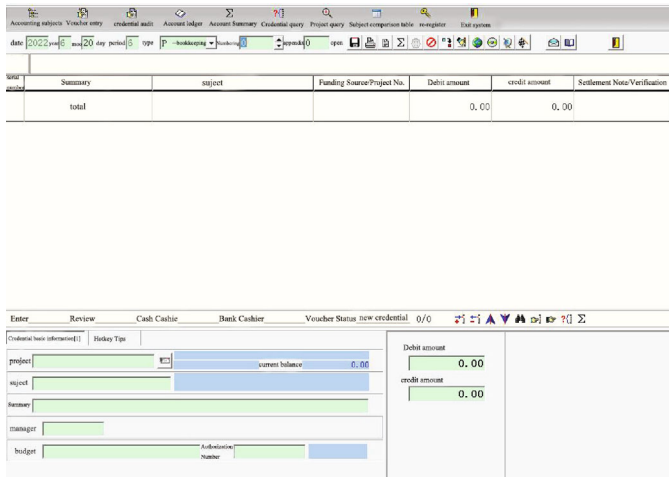 Accounting subjects Voucher entry credential audit Account ledger Account Summary Credential query Project query Subject comparison table re-register Exit system
date 2022 year 6 20 day period 6 type P -bookkeeping Numbering 0 appendix 0 open
Summary suject Funding Source/Project No. Debit amount credit amount Settlement Note/Verification
total 0.00 0.00
Enter Review Cash Cashie Bank Cashier Voucher Status new credential 0/0
Credential basic information[1] Hotkey Tips
project current balance 0.00
suject
Summary
manager
budget Authorization Number
Debit amount
0.00
credit amount
0.00